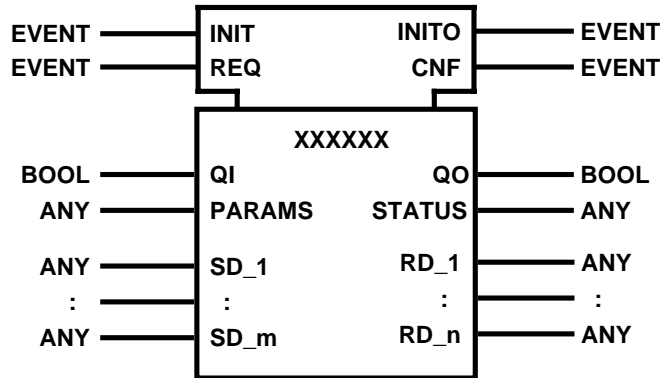 EVENT INIT INITO EVENT
EVENT REQ CNF EVENT
XXXXXX
BOOL QI QO BOOL
ANY PARAMS STATUS ANY
ANY SD_1 RD_1 ANY
: : : :
ANY SD_m RD_n ANY